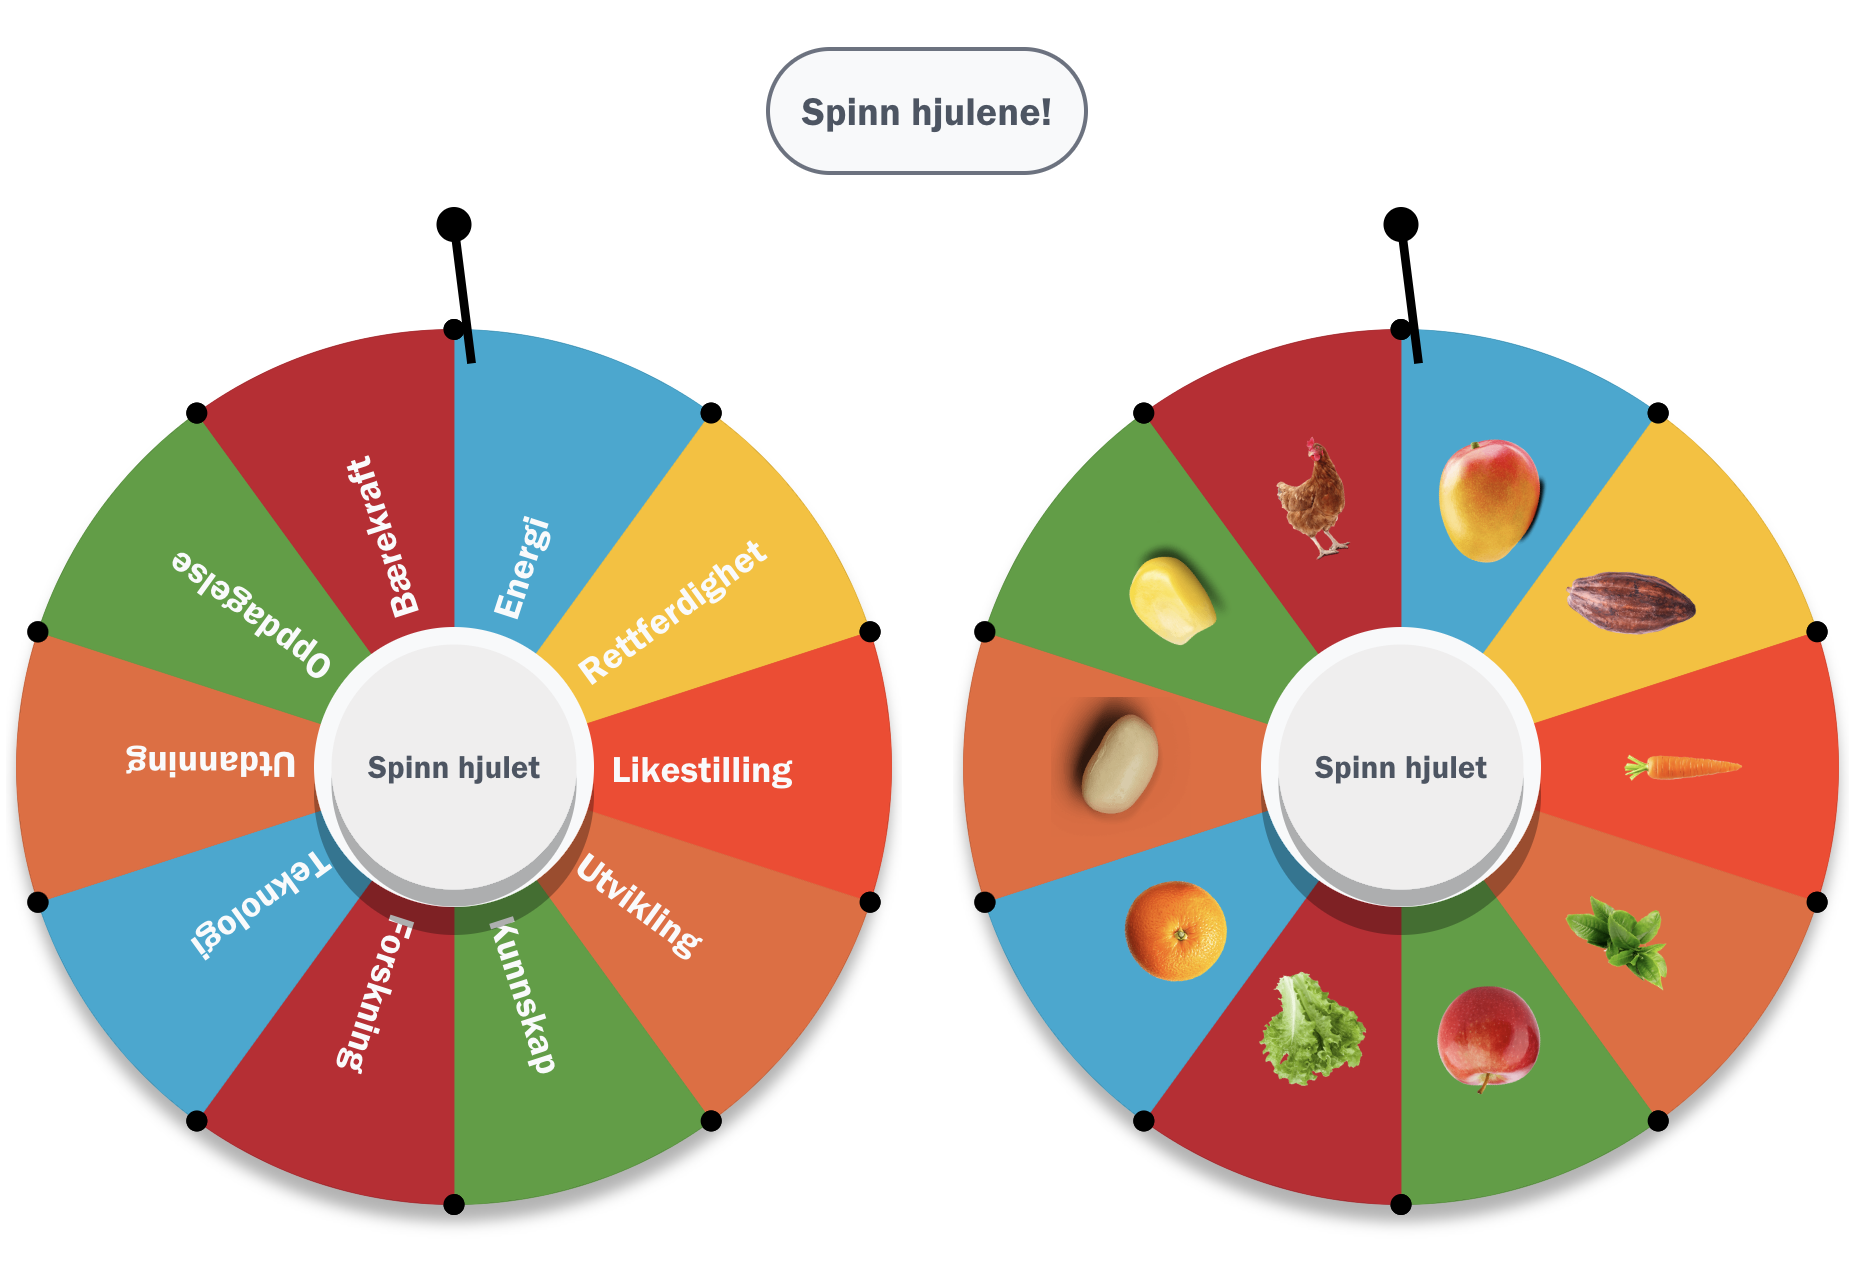 Spinn hjulene!
Energi
Rettferdighet
Likestilling
Utvikling
Kunnskap
Forskning
Teknologi
Utdanning
Oppdagelse
Bærekraft
Spinn hjulet
Spinn hjulet